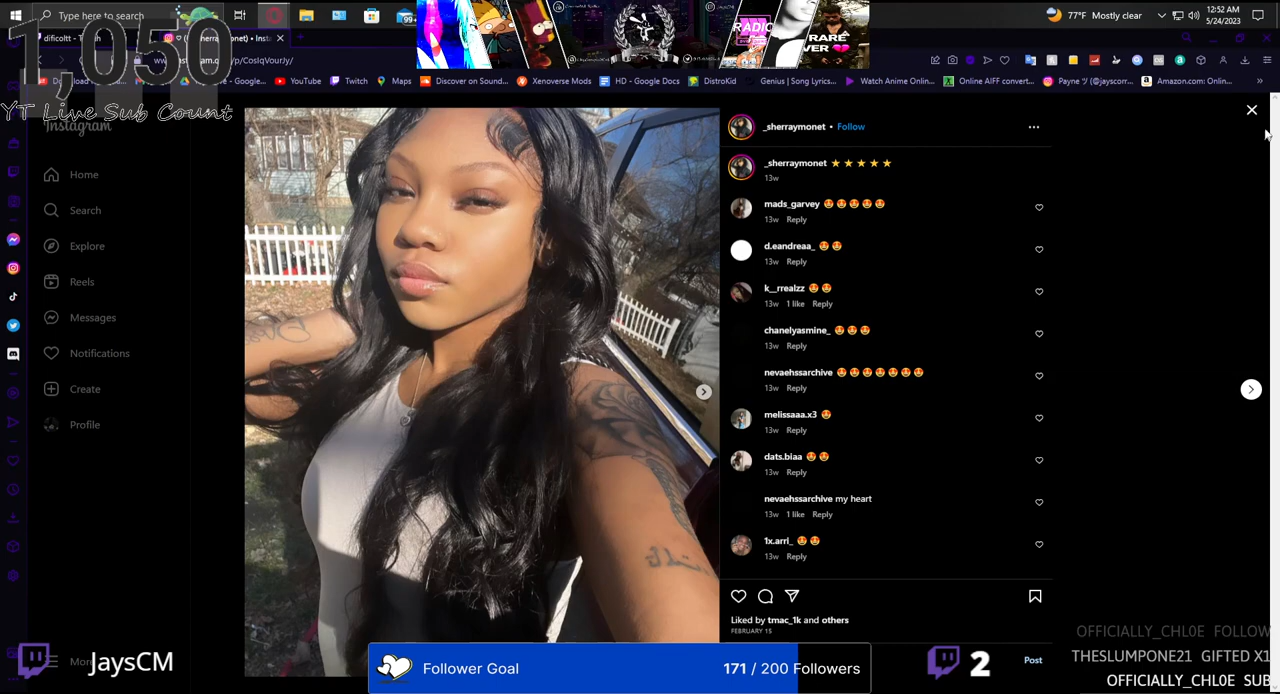 Type here to search
99+
77°F Mostly clear
12:52 AM
5/24/2023
1,050
YT Live Sub Count
RADIO
RARE
YouTube
Twitch
Maps
Discover on Sound...
Xenoverse Mods
HD - Google Docs
DistroKid
Genius | Song Lyrics...
Watch Anime Onlin...
Online AIFF convert...
Payne ツ (@jayscorr...
Amazon.com: Onlin...
Instagram
Home
Search
Explore
Reels
Messages
Notifications
Create
Profile
_sherraymonet • Follow
_sherraymonet ★ ★ ★ ★ ★
13w
mads_garvey 😍😍😍😍😍
13w Reply
d.eandreaa_ 😍😍
13w Reply
k__rrealzz 😍😍
13w 1 like Reply
chanelyasmine_ 😍😍😍
13w Reply
nevaehssarchive 😍😍😍😍😍😍😍
13w Reply
melissaaa.x3 😍
13w Reply
dats.biaa 😍😍
13w Reply
nevaehssarchive my heart
13w 1 like Reply
1x.arri_ 😍😍
13w Reply
Liked by tmac_1k and others
FEBRUARY 15
Post
JaysCM
Follower Goal 171 / 200 Followers
2
OFFICIALLY_CHL0E FOLLOW
THESLUMPONE21 GIFTED X1
OFFICIALLY_CHL0E SUB